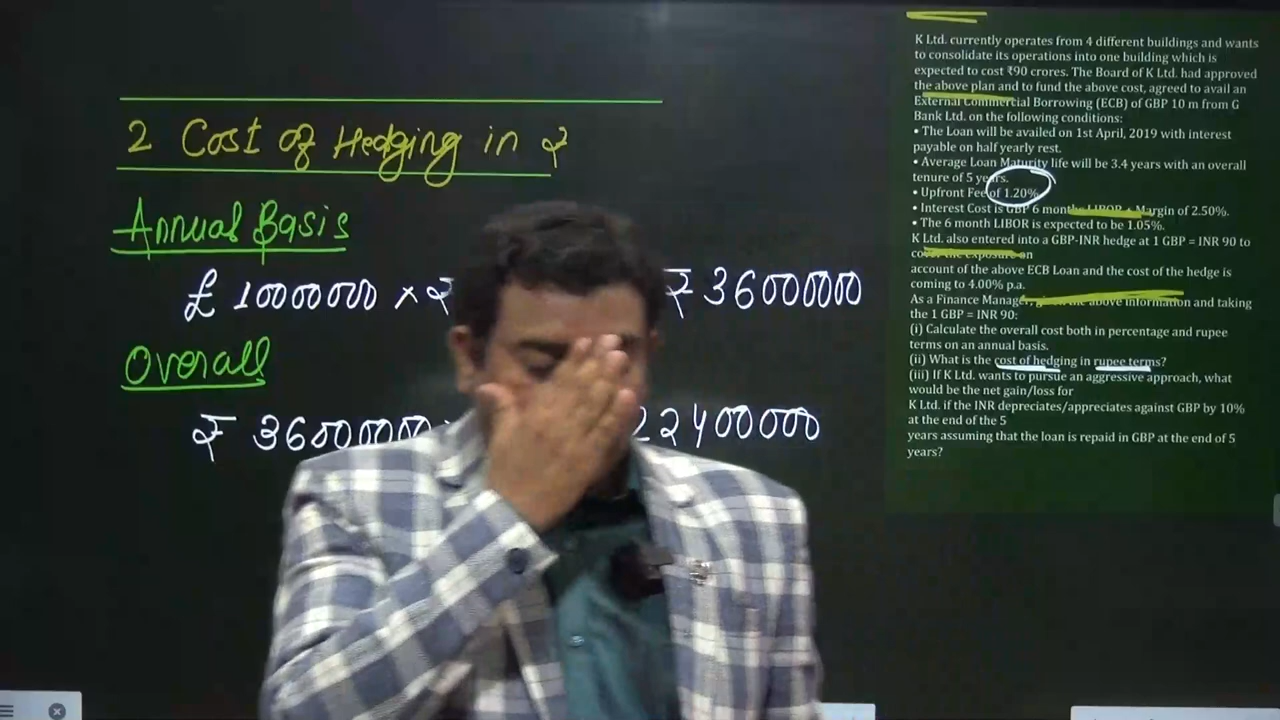 2 Cost of Hedging in ₹
Annual Basis
£ 10000000 × ₹
₹ 36000000
Overall
₹ 36000000
22400000
K Ltd. currently operates from 4 different buildings and wants
to consolidate its operations into one building which is
expected to cost ₹90 crores. The Board of K Ltd. had approved
the above plan and to fund the above cost, agreed to avail an
External Commercial Borrowing (ECB) of GBP 10 m from G
Bank Ltd. on the following conditions:
• The Loan will be availed on 1st April, 2019 with interest
payable on half yearly rest.
• Average Loan Maturity life will be 3.4 years with an overall
tenure of 5 years.
• Upfront Fee of 1.20%.
• Interest Cost is GBP 6 months LIBOR + Margin of 2.50%.
• The 6 month LIBOR is expected to be 1.05%.
K Ltd. also entered into a GBP-INR hedge at 1 GBP = INR 90 to
cover the exposure on
account of the above ECB Loan and the cost of the hedge is
coming to 4.00% p.a.
As a Finance Manager, given the above information and taking
the 1 GBP = INR 90:
(i) Calculate the overall cost both in percentage and rupee
terms on an annual basis.
(ii) What is the cost of hedging in rupee terms?
(iii) If K Ltd. wants to pursue an aggressive approach, what
would be the net gain/loss for
K Ltd. if the INR depreciates/appreciates against GBP by 10%
at the end of the 5
years assuming that the loan is repaid in GBP at the end of 5
years?